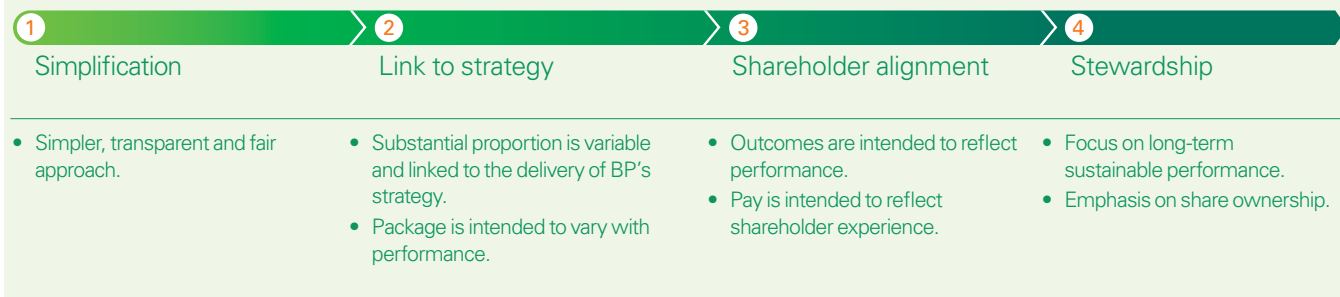 1
Simplification
• Simpler, transparent and fair
approach.
2
Link to strategy
• Substantial proportion is variable
and linked to the delivery of BP’s
strategy.
• Package is intended to vary with
performance.
3
Shareholder alignment
• Outcomes are intended to reflect
performance.
• Pay is intended to reflect
shareholder experience.
4
Stewardship
• Focus on long-term
sustainable performance.
• Emphasis on share ownership.